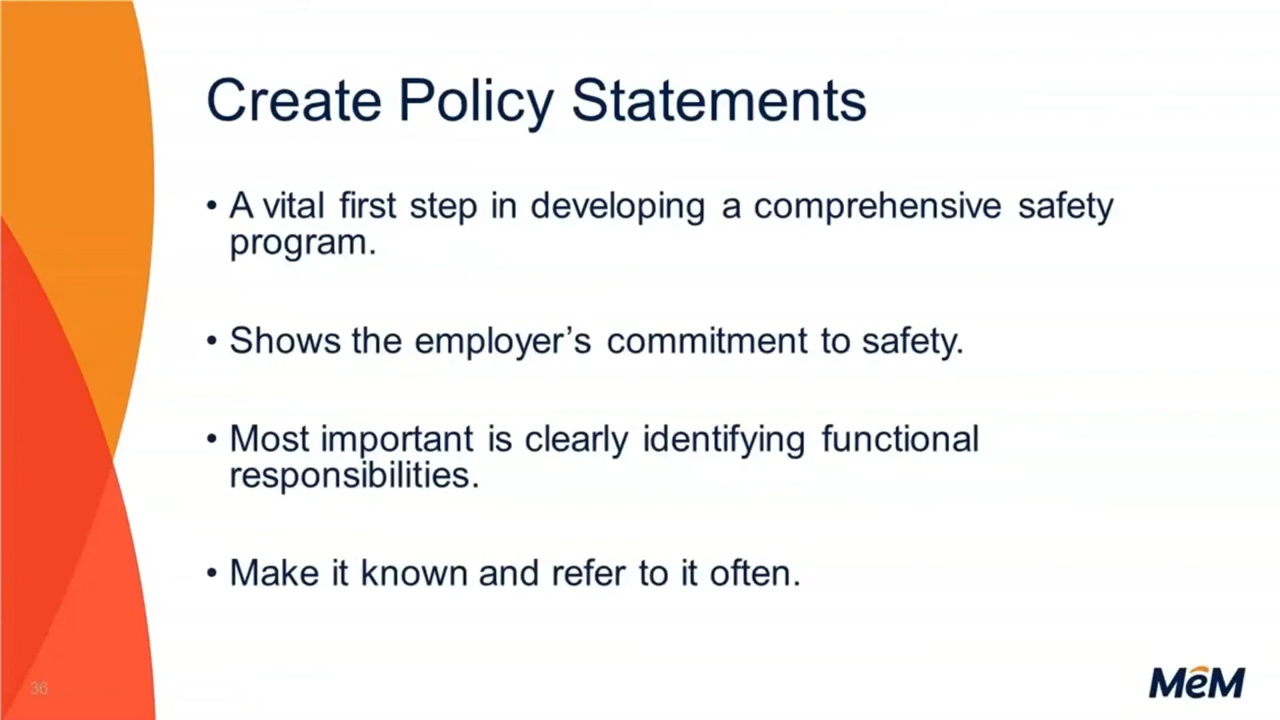 Create Policy Statements
• A vital first step in developing a comprehensive safety
program.
• Shows the employer’s commitment to safety.
• Most important is clearly identifying functional
responsibilities.
• Make it known and refer to it often.
36
MeM